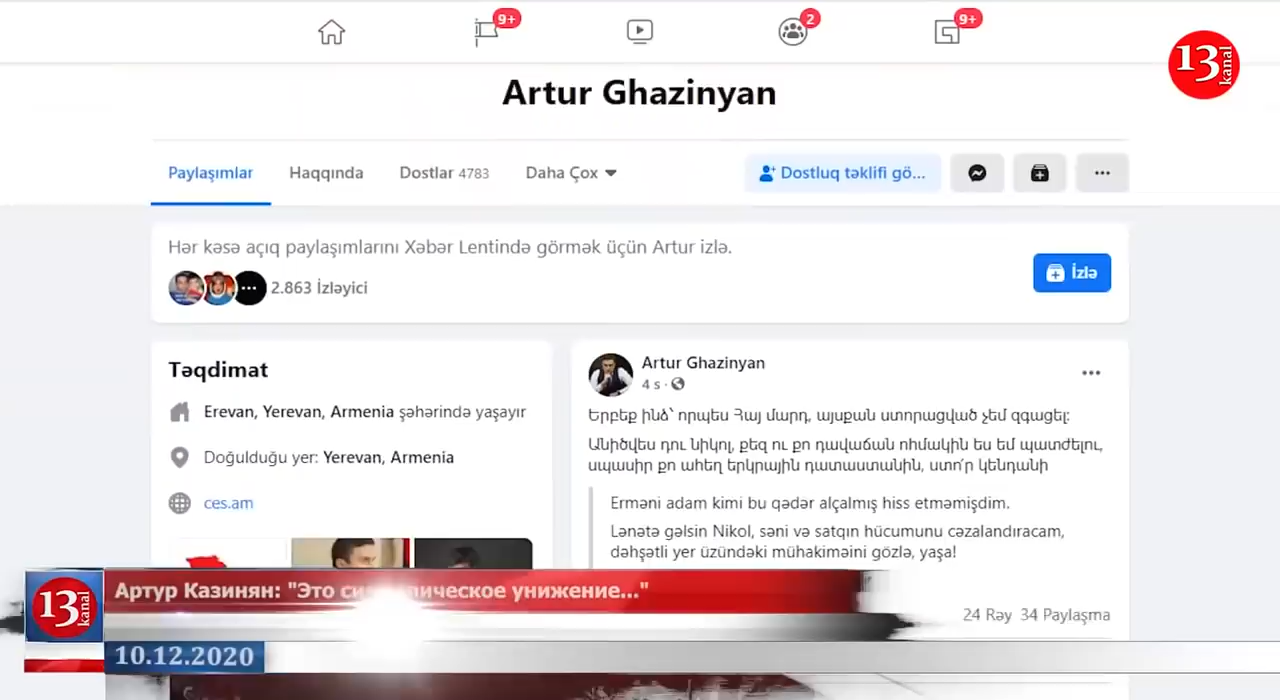 9+
2
9+
13 kanal
Artur Ghazinyan
Paylaşımlar Haqqında Dostlar 4783 Daha Çox Dostluq təklifi gö... ...
Hər kəsə açıq paylaşımlarını Xəbər Lentində görmək üçün Artur izlə.
2.863 İzləyici
İzlə
Təqdimat
Erevan, Yerevan, Armenia şəhərində yaşayır
Doğulduğu yer: Yerevan, Armenia
ces.am
Artur Ghazinyan
4 s ·
Երբեք ինձ՝ որպես Հայ մարդ, այսքան ստորացված չեմ զգացել:
Անիծվես դու նիկոլ, քեզ ու քո դավաճան ոհմակին ես եմ պատժելու,
սպասիր քո ահեղ երկրային դատաստանին, ստո՛ր կենդանի
Erməni adam kimi bu qədər alçalmış hiss etməmişdim.
Lənətə gəlsin Nikol, səni və satqın hücumunu cəzalandıracam,
dəhşətli yer üzündəki mühakiməini gözlə, yaşa!
24 Rəy 34 Paylaşma
13 kanal
Артур Казинян: "Это унижение..."
10.12.2020